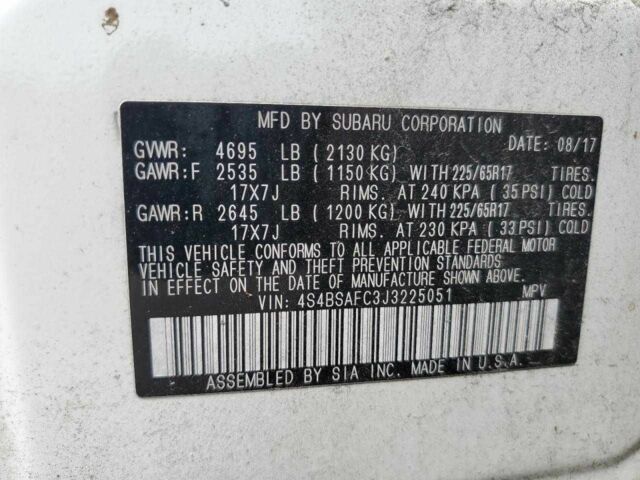 MFD BY SUBARU CORPORATION
GVWR: 4695 LB ( 2130 KG) DATE: 08/17
GAWR:F 2535 LB ( 1150 KG) WITH 225/65R17 TIRES.
17X7J RIMS. AT 240 KPA ( 35 PSI) COLD
GAWR:R 2645 LB ( 1200 KG) WITH 225/65R17 TIRES.
17X7J RIMS. AT 230 KPA ( 33 PSI) COLD
THIS VEHICLE CONFORMS TO ALL APPLICABLE FEDERAL MOTOR
VEHICLE SAFETY AND THEFT PREVENTION STANDARDS
IN EFFECT ON THE DATE OF MANUFACTURE SHOWN ABOVE.
VIN: 4S4BSAFC3J3225051 MPV
ASSEMBLED BY SIA INC. MADE IN U.S.A.